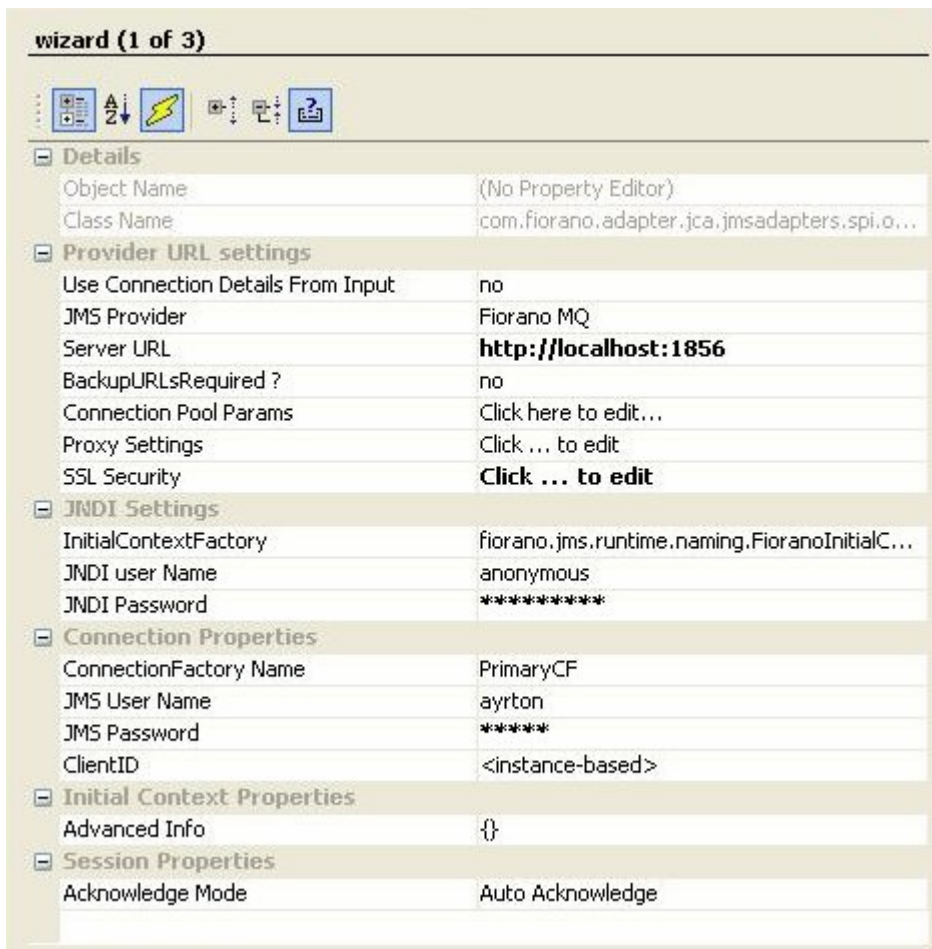 wizard (1 of 3)
Details
Object Name (No Property Editor)
Class Name com.fiorano.adapter.jca.jmsadapters.spi.o...
Provider URL settings
Use Connection Details From Input no
JMS Provider Fiorano MQ
Server URL http://localhost:1856
BackupURLsRequired ? no
Connection Pool Params Click here to edit...
Proxy Settings Click ... to edit
SSL Security Click ... to edit
JNDI Settings
InitialContextFactory fiorano.jms.runtime.naming.FioranoInitialC...
JNDI user Name anonymous
JNDI Password *********
Connection Properties
ConnectionFactory Name PrimaryCF
JMS User Name ayrton
JMS Password *****
ClientID <instance-based>
Initial Context Properties
Advanced Info {}
Session Properties
Acknowledge Mode Auto Acknowledge